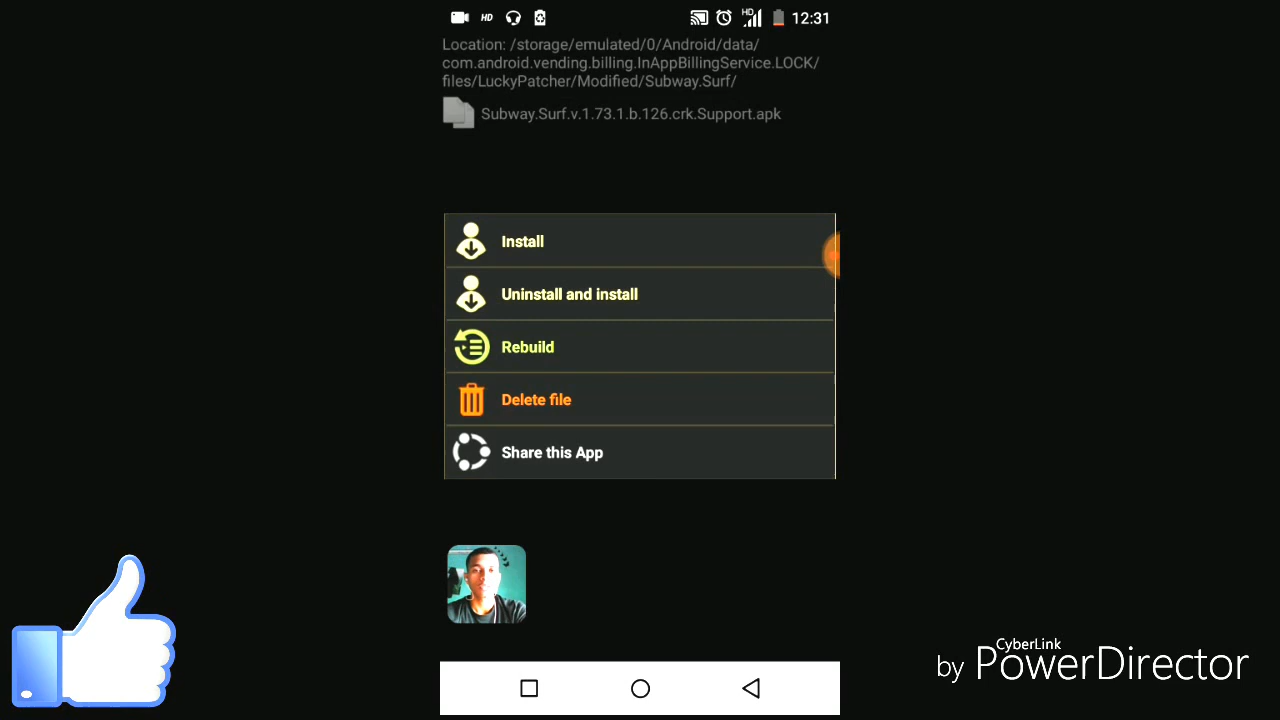 HD
HD
12:31
Location: /storage/emulated/0/Android/data/
com.android.vending.billing.InAppBillingService.LOCK/
files/LuckyPatcher/Modified/Subway.Surf/
Subway.Surf.v.1.73.1.b.126.crk.Support.apk
Install
Uninstall and install
Rebuild
Delete file
Share this App
CyberLink
by PowerDirector